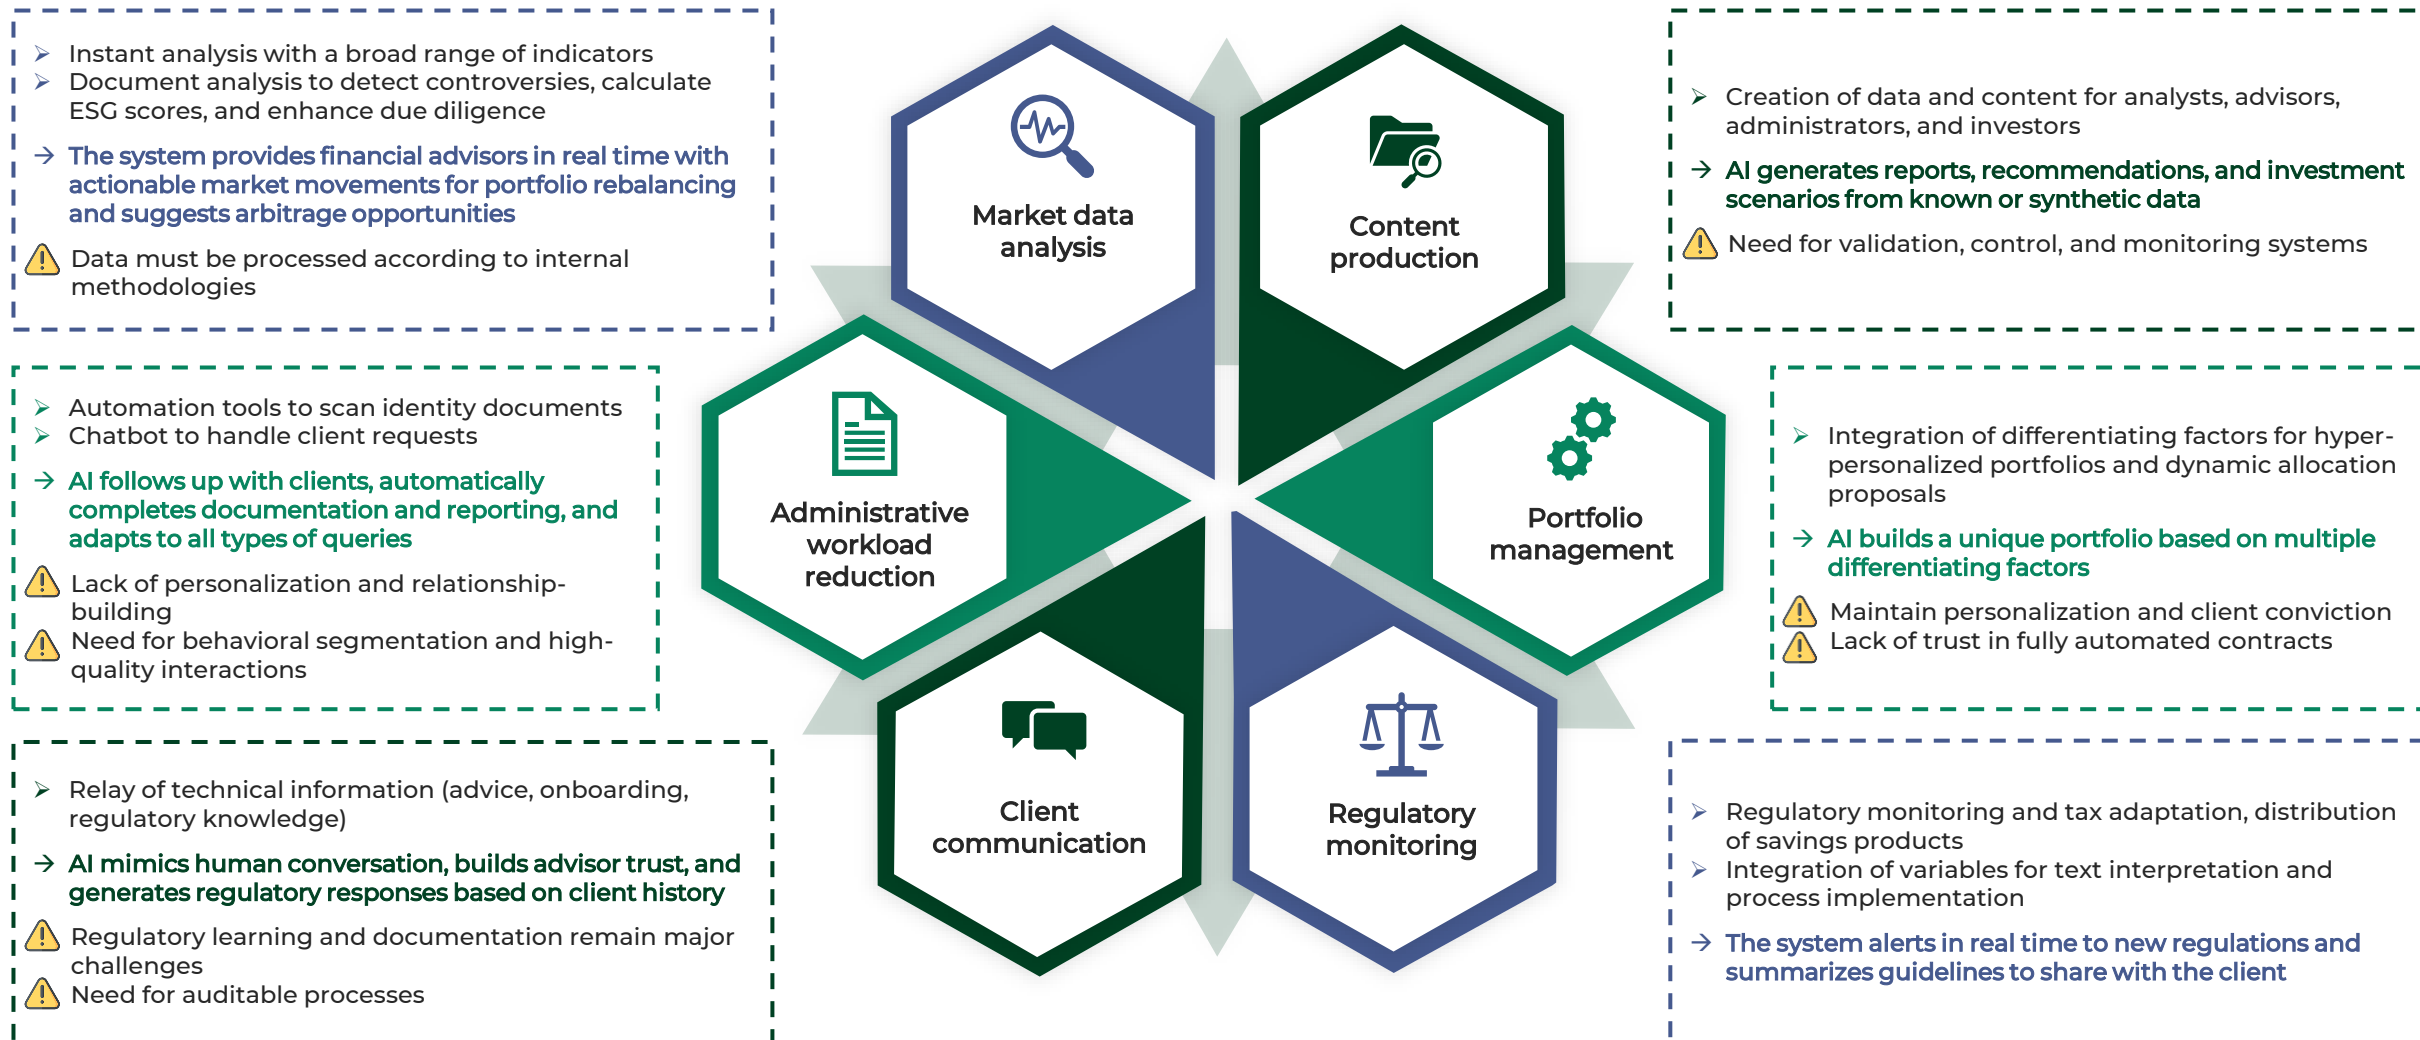 Instant analysis with a broad range of indicators
Document analysis to detect controversies, calculate
ESG scores, and enhance due diligence
The system provides financial advisors in real time with
actionable market movements for portfolio rebalancing
and suggests arbitrage opportunities
Data must be processed according to internal
methodologies
Market data
analysis
Content
production
Creation of data and content for analysts, advisors,
administrators, and investors
AI generates reports, recommendations, and investment
scenarios from known or synthetic data
Need for validation, control, and monitoring systems
Automation tools to scan identity documents
Chatbot to handle client requests
AI follows up with clients, automatically
completes documentation and reporting, and
adapts to all types of queries
Lack of personalization and relationship-
building
Need for behavioral segmentation and high-
quality interactions
Administrative
workload
reduction
Portfolio
management
Integration of differentiating factors for hyper-
personalized portfolios and dynamic allocation
proposals
AI builds a unique portfolio based on multiple
differentiating factors
Maintain personalization and client conviction
Lack of trust in fully automated contracts
Relay of technical information (advice, onboarding,
regulatory knowledge)
AI mimics human conversation, builds advisor trust, and
generates regulatory responses based on client history
Regulatory learning and documentation remain major
challenges
Need for auditable processes
Client
communication
Regulatory
monitoring
Regulatory monitoring and tax adaptation, distribution
of savings products
Integration of variables for text interpretation and
process implementation
The system alerts in real time to new regulations and
summarizes guidelines to share with the client